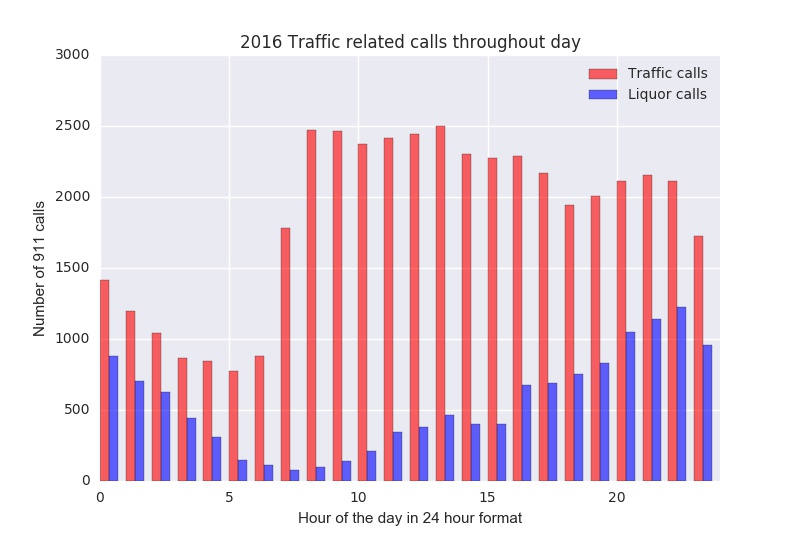 2016 Traffic related calls throughout day
Traffic calls
Liquor calls
3000
2500
2000
1500
1000
500
0
Number of 911 calls
0 5 10 15 20
Hour of the day in 24 hour format